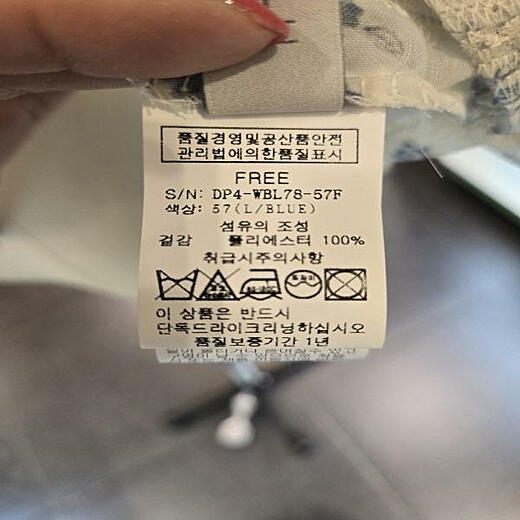 품질경영및공산품안전
관리법에의한품질표시
FREE
S/N: DP4-WBL78-57F
색상: 57(L/BLUE)
섬유의 조성
겉감 폴리에스터 100%
취급시주의사항
드라이
이 상품은 반드시
단독드라이크리닝하십시오
품질보증기간 1년